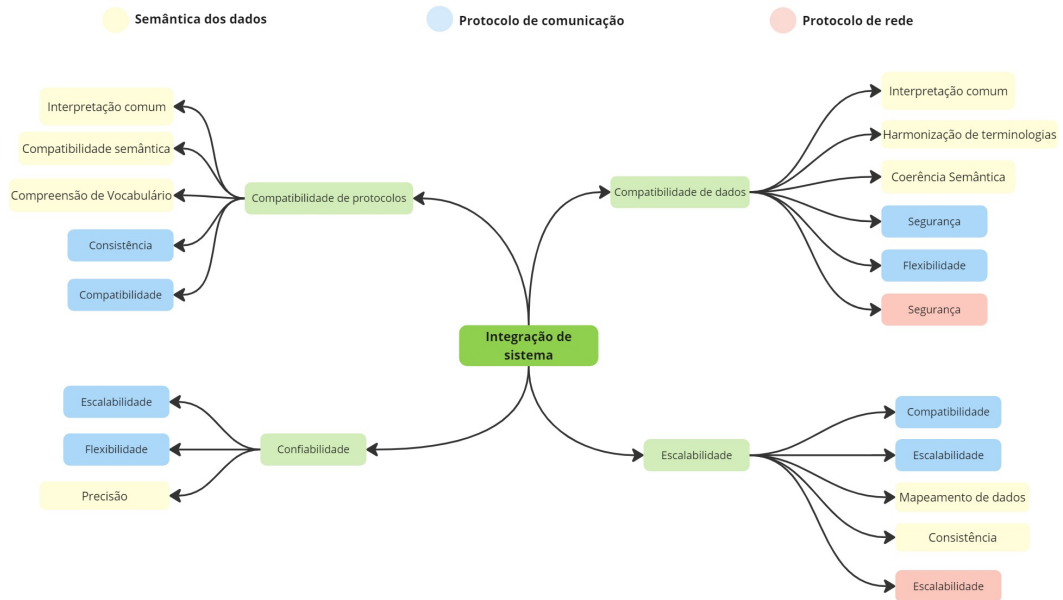 Semântica dos dados
Protocolo de comunicação
Protocolo de rede
Interpretação comum
Compatibilidade semântica
Compreensão de Vocabulário
Consistência
Compatibilidade
Compatibilidade de protocolos
Compatibilidade de dados
Interpretação comum
Harmonização de terminologias
Coerência Semântica
Segurança
Flexibilidade
Segurança
Integração de
sistema
Escalabilidade
Flexibilidade
Precisão
Confiabilidade
Escalabilidade
Compatibilidade
Escalabilidade
Mapeamento de dados
Consistência
Escalabilidade